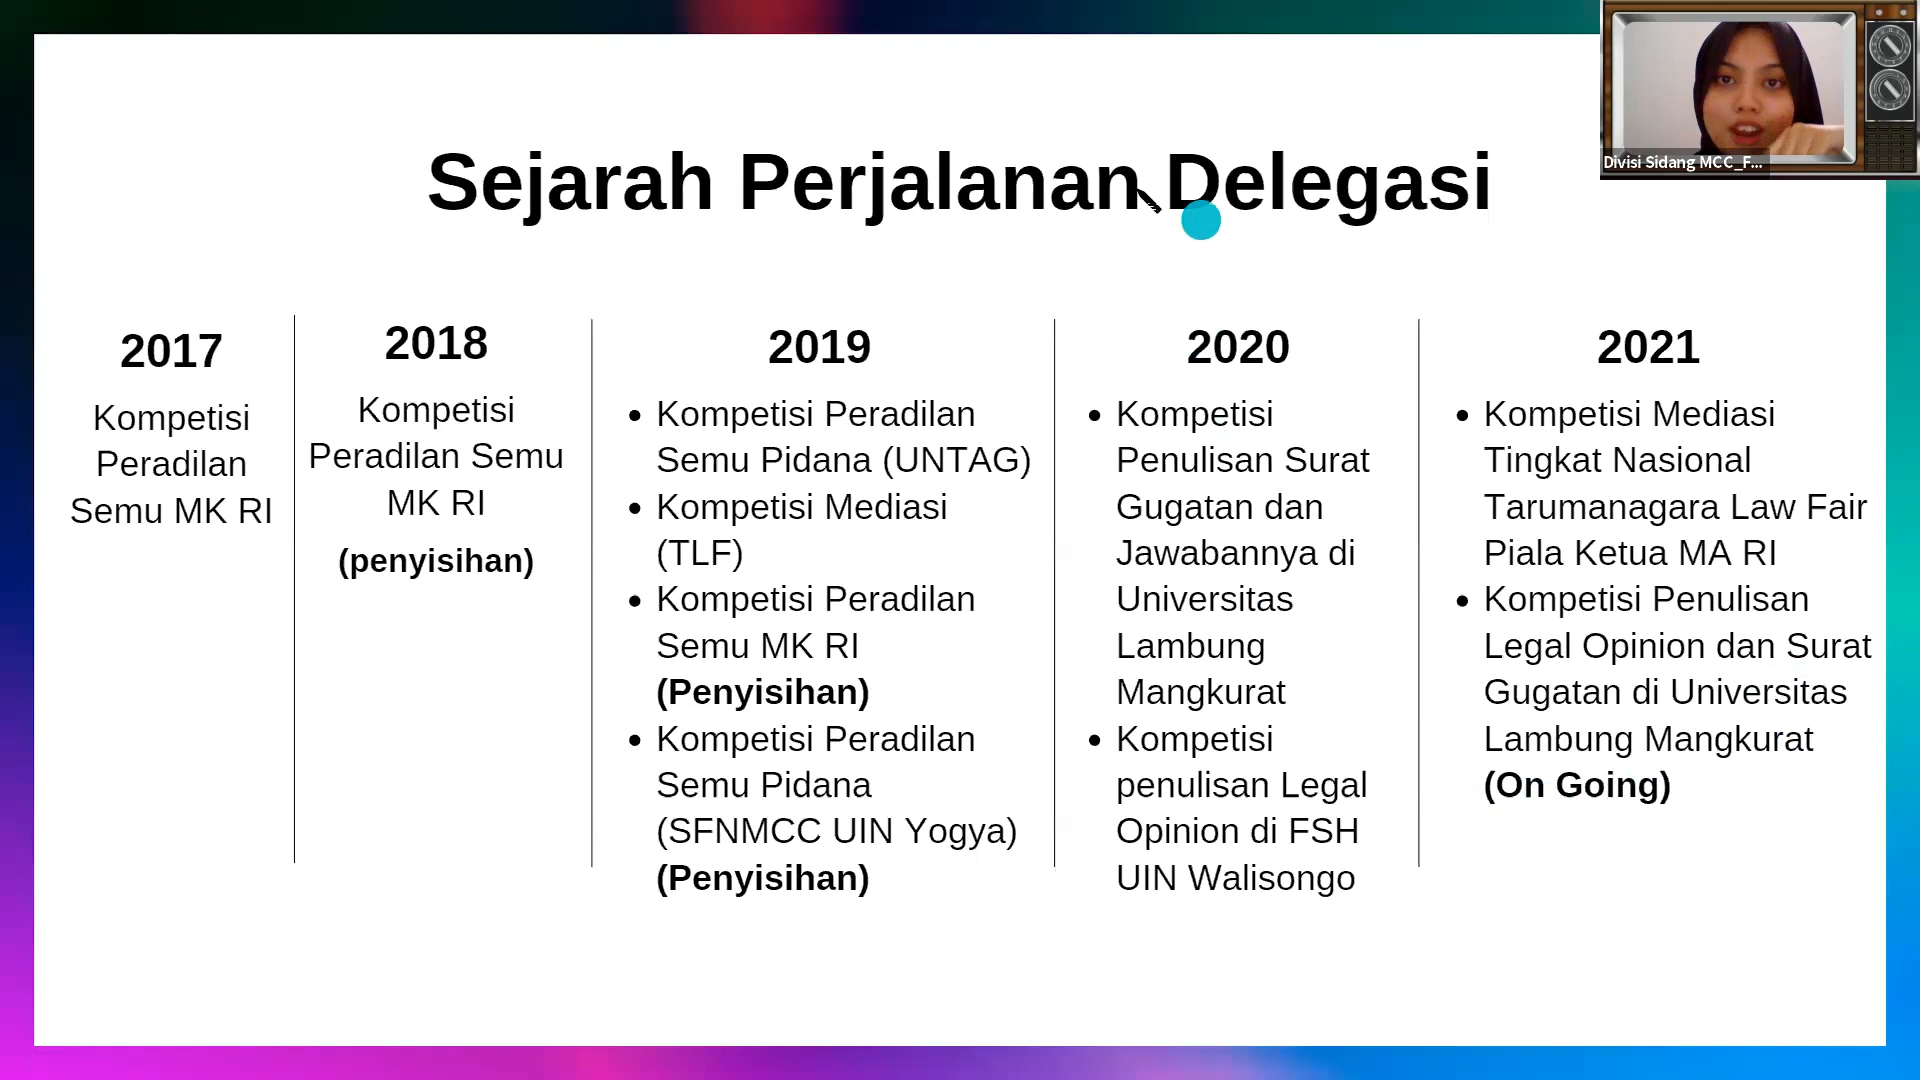 Sejarah Perjalanan Delegasi
Divisi Sidang MCC_F...
2017
Kompetisi
Peradilan
Semu MK RI
2018
Kompetisi
Peradilan Semu
MK RI
(penyisihan)
2019
• Kompetisi Peradilan
Semu Pidana (UNTAG)
• Kompetisi Mediasi
(TLF)
• Kompetisi Peradilan
Semu MK RI
(Penyisihan)
• Kompetisi Peradilan
Semu Pidana
(SFNMCC UIN Yogya)
(Penyisihan)
2020
• Kompetisi
Penulisan Surat
Gugatan dan
Jawabannya di
Universitas
Lambung
Mangkurat
• Kompetisi
penulisan Legal
Opinion di FSH
UIN Walisongo
2021
• Kompetisi Mediasi
Tingkat Nasional
Tarumanagara Law Fair
Piala Ketua MA RI
• Kompetisi Penulisan
Legal Opinion dan Surat
Gugatan di Universitas
Lambung Mangkurat
(On Going)